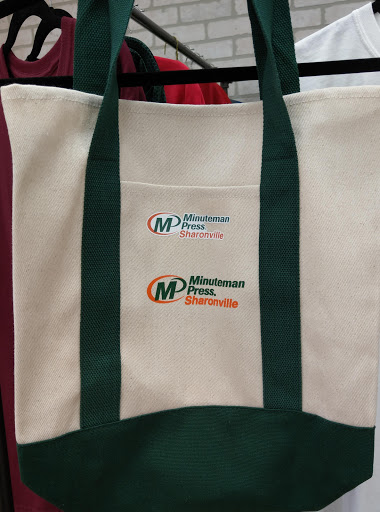 MP Minuteman
Press.
Sharonville
MP Minuteman
Press.
Sharonville